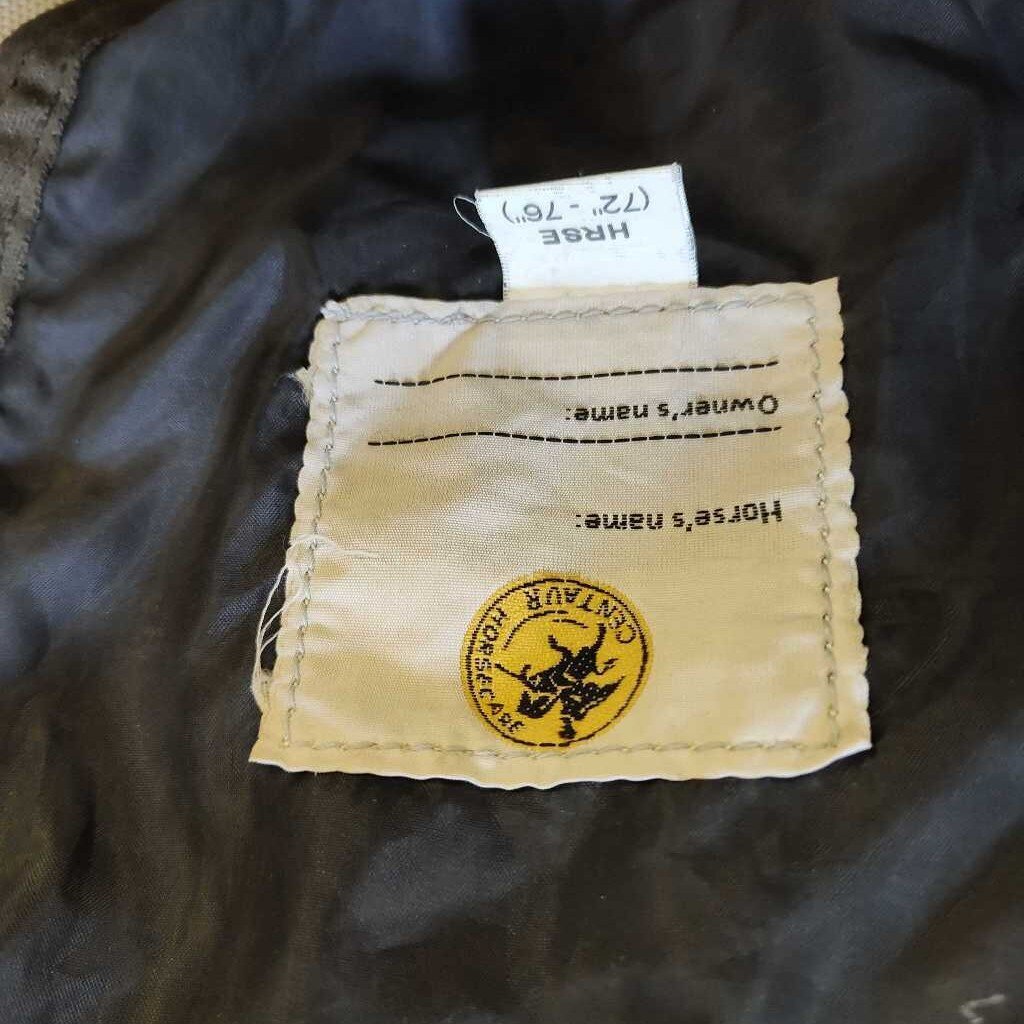 CENTAUR HORSECARE
Horse's name:
Owner's name:
HRSE
(72" - 76")